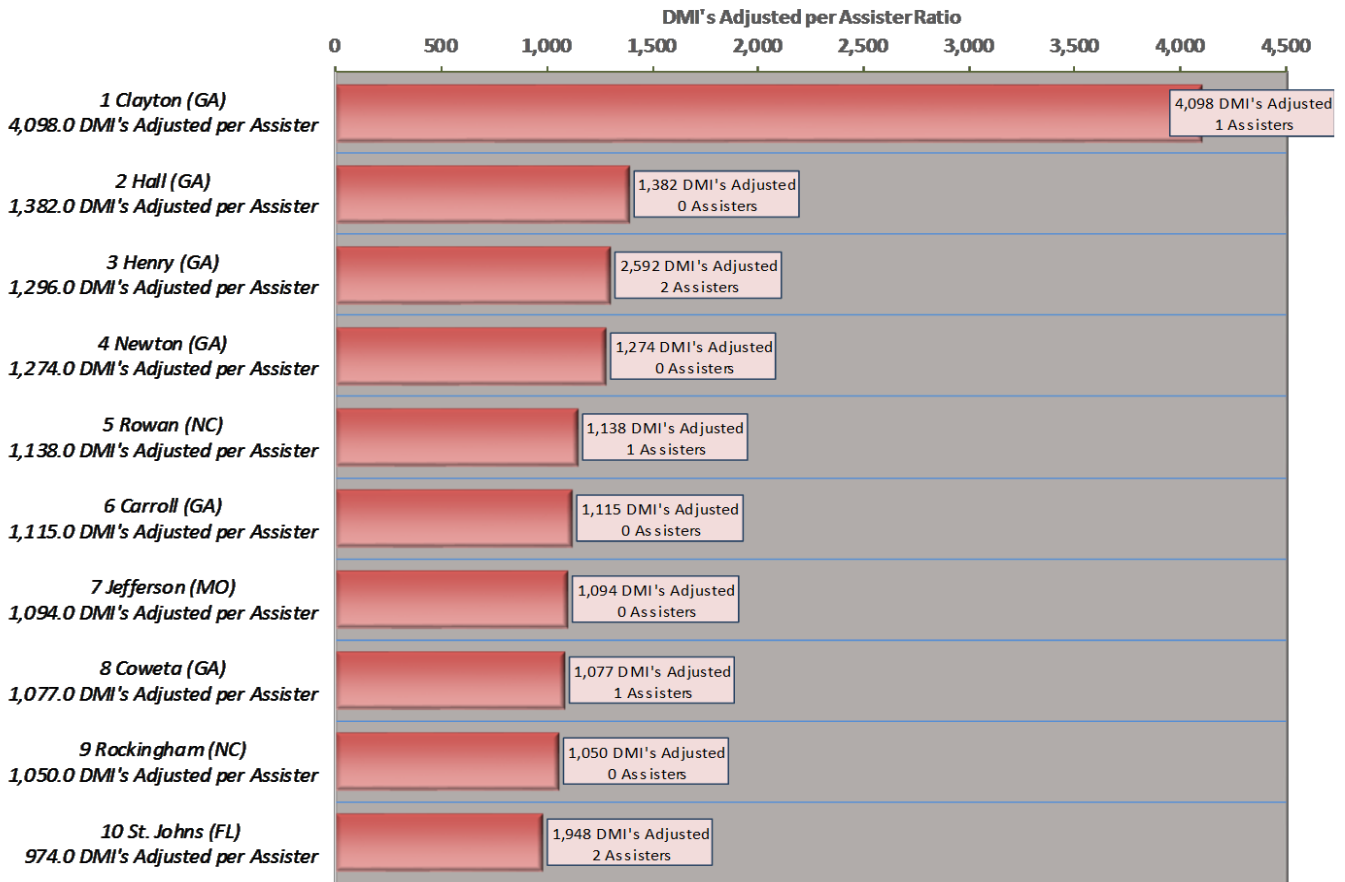 DMI's Adjusted per Assister Ratio
0 500 1,000 1,500 2,000 2,500 3,000 3,500 4,000 4,500
1 Clayton (GA)
4,098.0 DMI's Adjusted per Assister
4,098 DMI's Adjusted
1 Assisters
2 Hall (GA)
1,382.0 DMI's Adjusted per Assister
1,382 DMI's Adjusted
0 Assisters
3 Henry (GA)
1,296.0 DMI's Adjusted per Assister
2,592 DMI's Adjusted
2 Assisters
4 Newton (GA)
1,274.0 DMI's Adjusted per Assister
1,274 DMI's Adjusted
0 Assisters
5 Rowan (NC)
1,138.0 DMI's Adjusted per Assister
1,138 DMI's Adjusted
1 Assisters
6 Carroll (GA)
1,115.0 DMI's Adjusted per Assister
1,115 DMI's Adjusted
0 Assisters
7 Jefferson (MO)
1,094.0 DMI's Adjusted per Assister
1,094 DMI's Adjusted
0 Assisters
8 Coweta (GA)
1,077.0 DMI's Adjusted per Assister
1,077 DMI's Adjusted
1 Assisters
9 Rockingham (NC)
1,050.0 DMI's Adjusted per Assister
1,050 DMI's Adjusted
0 Assisters
10 St. Johns (FL)
974.0 DMI's Adjusted per Assister
1,948 DMI's Adjusted
2 Assisters